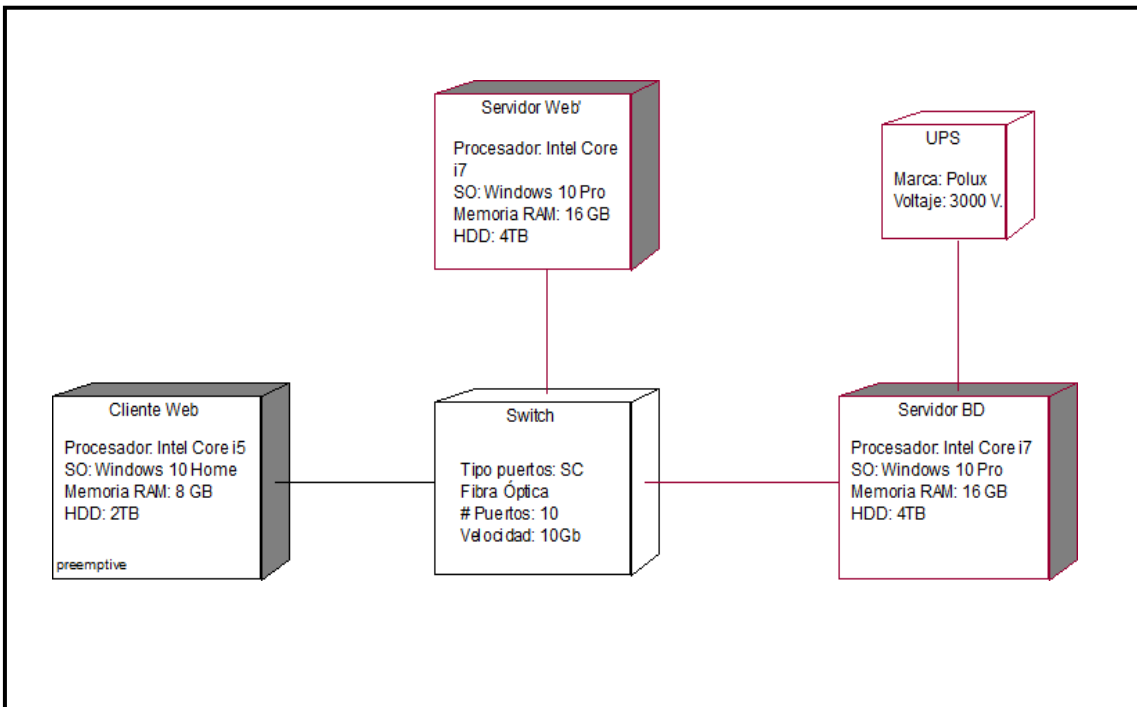 Servidor Web'
Procesador: Intel Core
i7
SO: Windows 10 Pro
Memoria RAM: 16 GB
HDD: 4TB
UPS
Marca: Polux
Voltaje: 3000 V.
Cliente Web
Procesador: Intel Core i5
SO: Windows 10 Home
Memoria RAM: 8 GB
HDD: 2TB
preemptive
Switch
Tipo puertos: SC
Fibra Óptica
# Puertos: 10
Velocidad: 10Gb
Servidor BD
Procesador: Intel Core i7
SO: Windows 10 Pro
Memoria RAM: 16 GB
HDD: 4TB